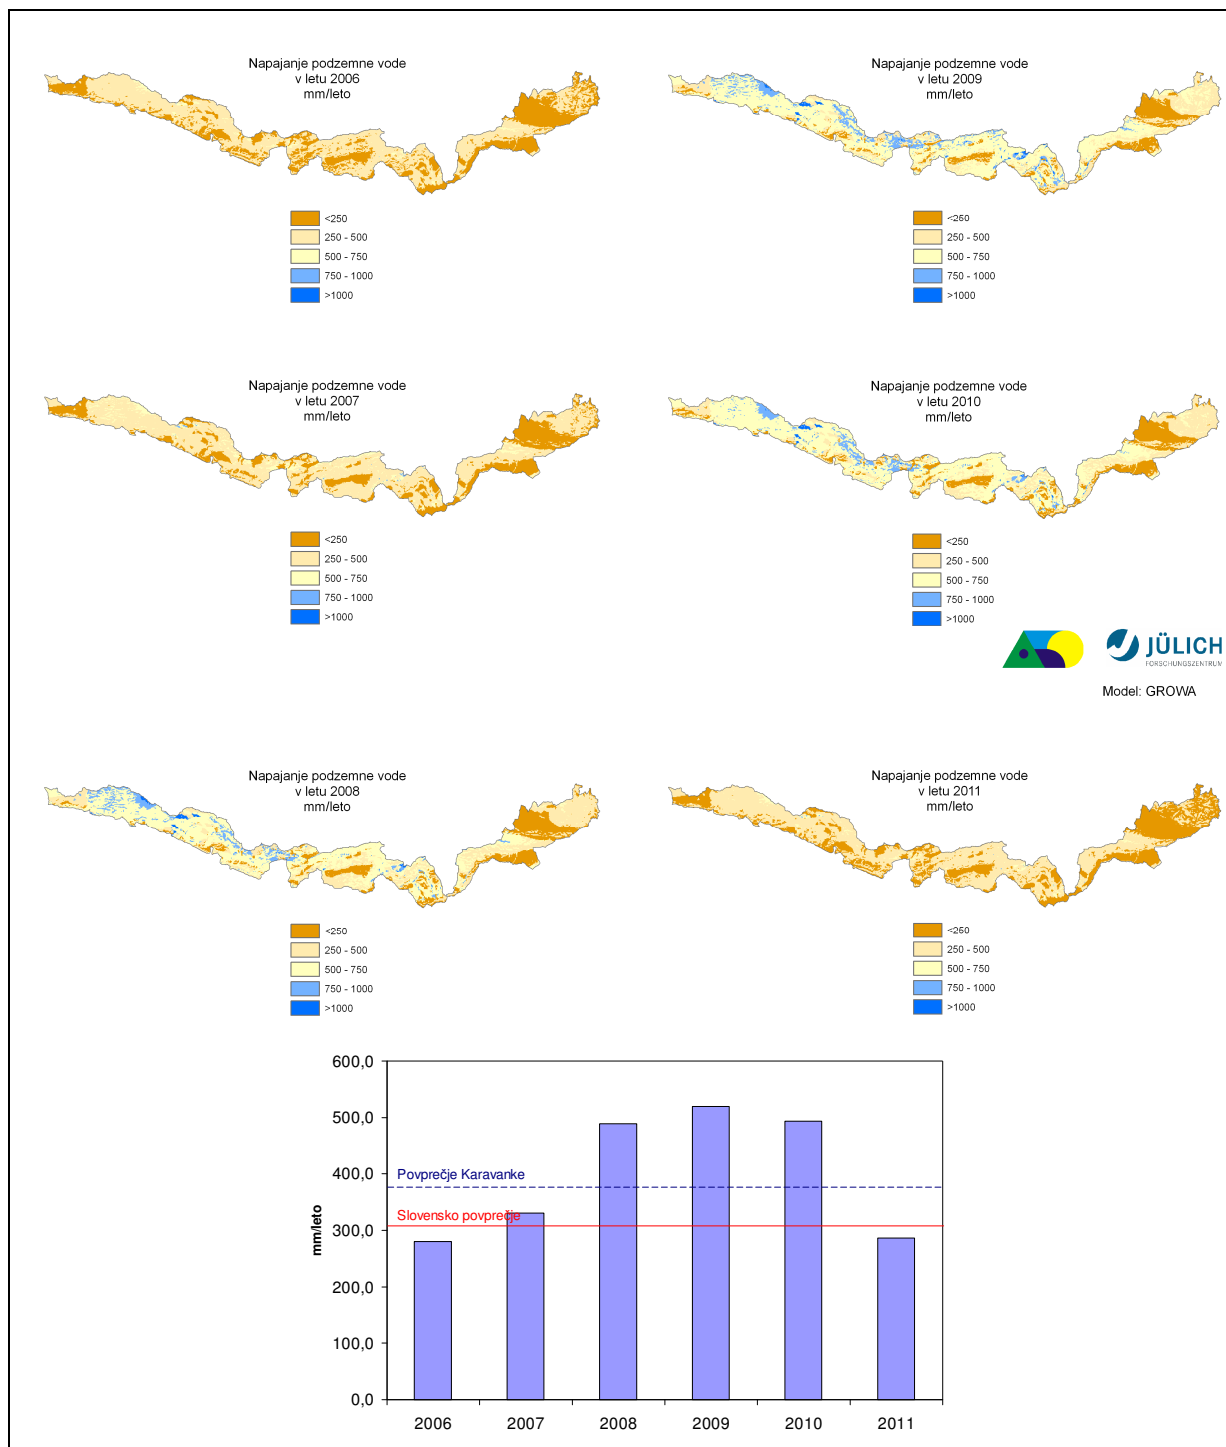 Napajanje podzemne vode
v letu 2006
mm/leto
<250
250 - 500
500 - 750
750 - 1000
>1000
Napajanje podzemne vode
v letu 2009
mm/leto
<260
250 - 500
500 - 750
750 - 1000
>1000
Napajanje podzemne vode
v letu 2007
mm/leto
<250
250 - 500
500 - 750
750 - 1000
>1000
Napajanje podzemne vode
v letu 2010
mm/leto
<250
250 - 500
500 - 750
750 - 1000
>1000
JÜLICH
FORSCHUNGSZENTRUM
Model: GROWA
Napajanje podzemne vode
v letu 2008
mm/leto
<250
250 - 500
500 - 750
750 - 1000
>1000
Napajanje podzemne vode
v letu 2011
mm/leto
<260
250 - 500
500 - 750
750 - 1000
>1000
600,0
500,0
400,0
300,0
200,0
100,0
0,0
mm/leto
Povprečje Karavanke
Slovensko povprečje
2006 2007 2008 2009 2010 2011